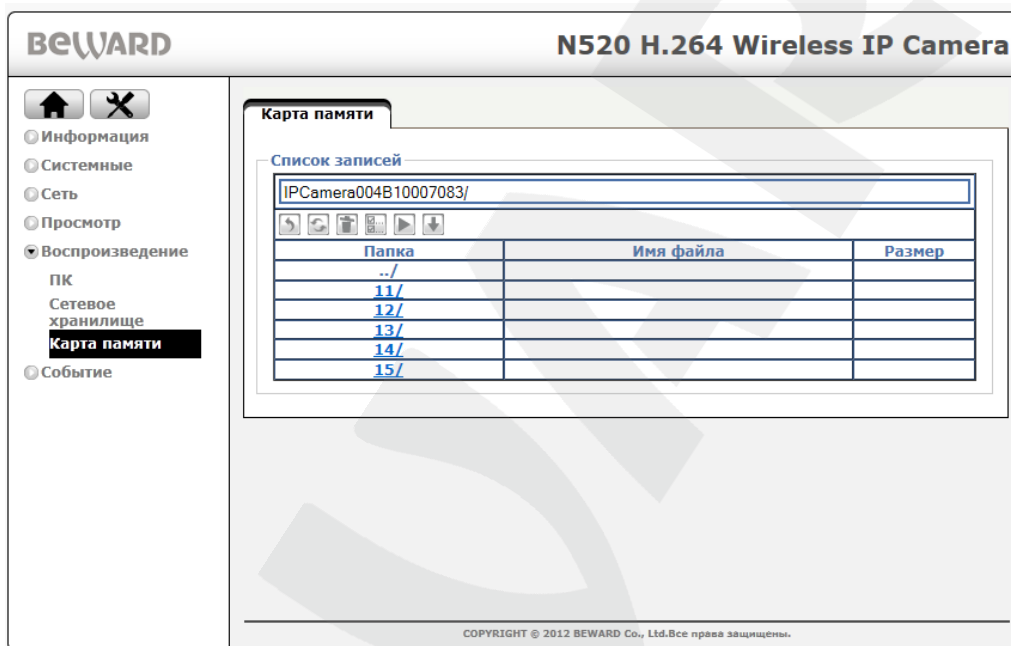 BEWARD
N520 H.264 Wireless IP Camera
Информация
Системные
Сеть
Просмотр
Воспроизведение
ПК
Сетевое
хранилище
Карта памяти
Событие
Карта памяти
Список записей
IPCamera004B10007083/
Папка Имя файла Размер
../
11/
12/
13/
14/
15/
COPYRIGHT © 2012 BEWARD Co., Ltd.Все права защищены.